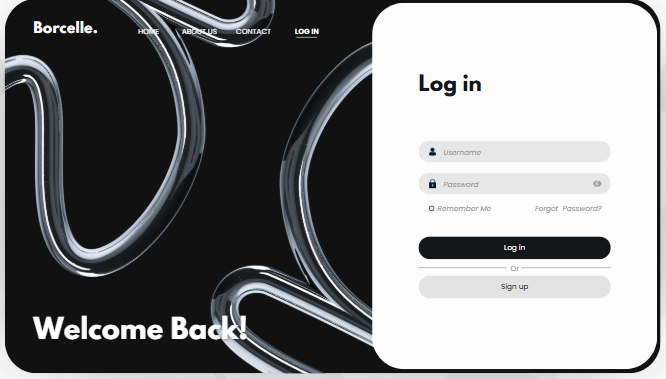 Borcelle.
HOME ABOUT US CONTACT LOG IN
Welcome Back!
Log in
Username
Password
Remember Me Forgot Password?
Log in
Or
Sign up